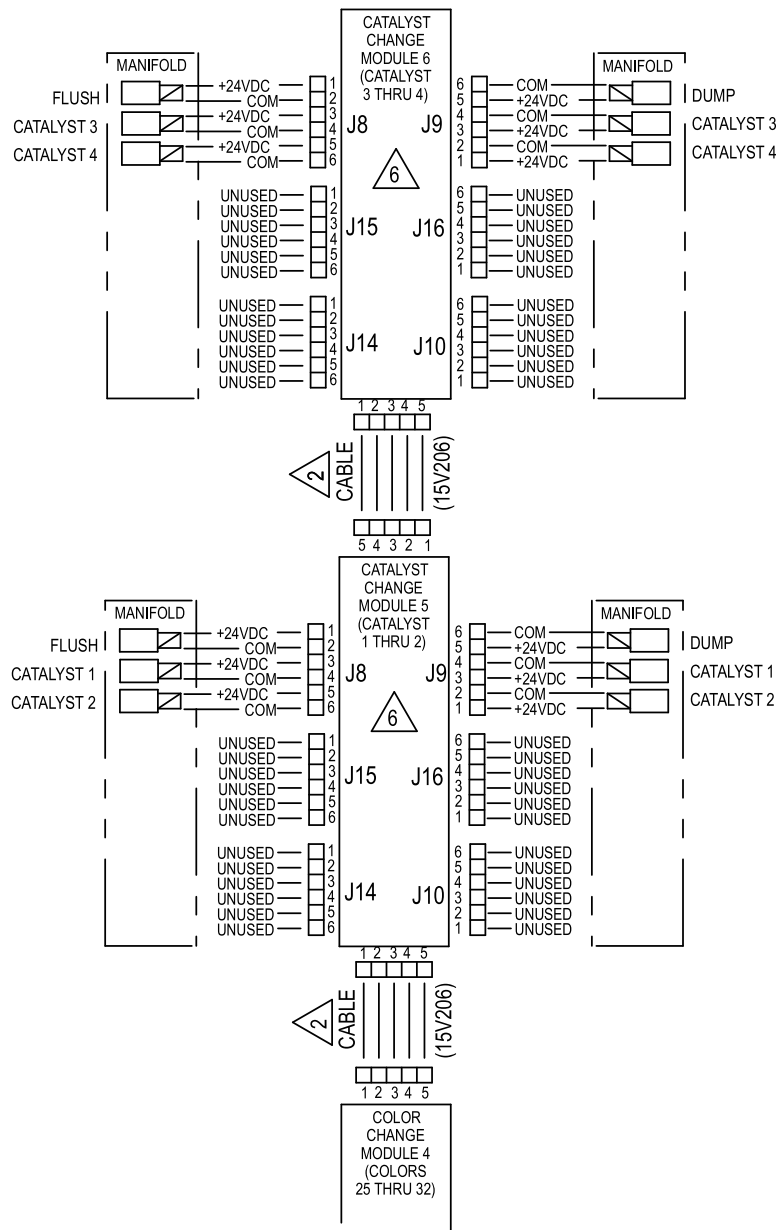 CATALYST
CHANGE
MODULE 6
(CATALYST
3 THRU 4)
MANIFOLD
MANIFOLD
FLUSH +24VDC 1 6 COM DUMP
COM 2 5 +24VDC
CATALYST 3 +24VDC 3 J8 J9 4 COM CATALYST 3
COM 4 3 +24VDC
CATALYST 4 +24VDC 5 2 COM CATALYST 4
COM 6 1 +24VDC
6
UNUSED 1 6 UNUSED
UNUSED 2 5 UNUSED
UNUSED 3 J15 J16 4 UNUSED
UNUSED 4 3 UNUSED
UNUSED 5 2 UNUSED
UNUSED 6 1 UNUSED
UNUSED 1 6 UNUSED
UNUSED 2 5 UNUSED
UNUSED 3 J14 J10 4 UNUSED
UNUSED 4 3 UNUSED
UNUSED 5 2 UNUSED
UNUSED 6 1 UNUSED
1 2 3 4 5
2
CABLE
(15V206)
5 4 3 2 1
CATALYST
CHANGE
MODULE 5
(CATALYST
1 THRU 2)
MANIFOLD
MANIFOLD
FLUSH +24VDC 1 6 COM DUMP
COM 2 5 +24VDC
CATALYST 1 +24VDC 3 J8 J9 4 COM CATALYST 1
COM 4 3 +24VDC
CATALYST 2 +24VDC 5 2 COM CATALYST 2
COM 6 1 +24VDC
6
UNUSED 1 6 UNUSED
UNUSED 2 5 UNUSED
UNUSED 3 J15 J16 4 UNUSED
UNUSED 4 3 UNUSED
UNUSED 5 2 UNUSED
UNUSED 6 1 UNUSED
UNUSED 1 6 UNUSED
UNUSED 2 5 UNUSED
UNUSED 3 J14 J10 4 UNUSED
UNUSED 4 3 UNUSED
UNUSED 5 2 UNUSED
UNUSED 6 1 UNUSED
1 2 3 4 5
2
CABLE
(15V206)
1 2 3 4 5
COLOR
CHANGE
MODULE 4
(COLORS
25 THRU 32)